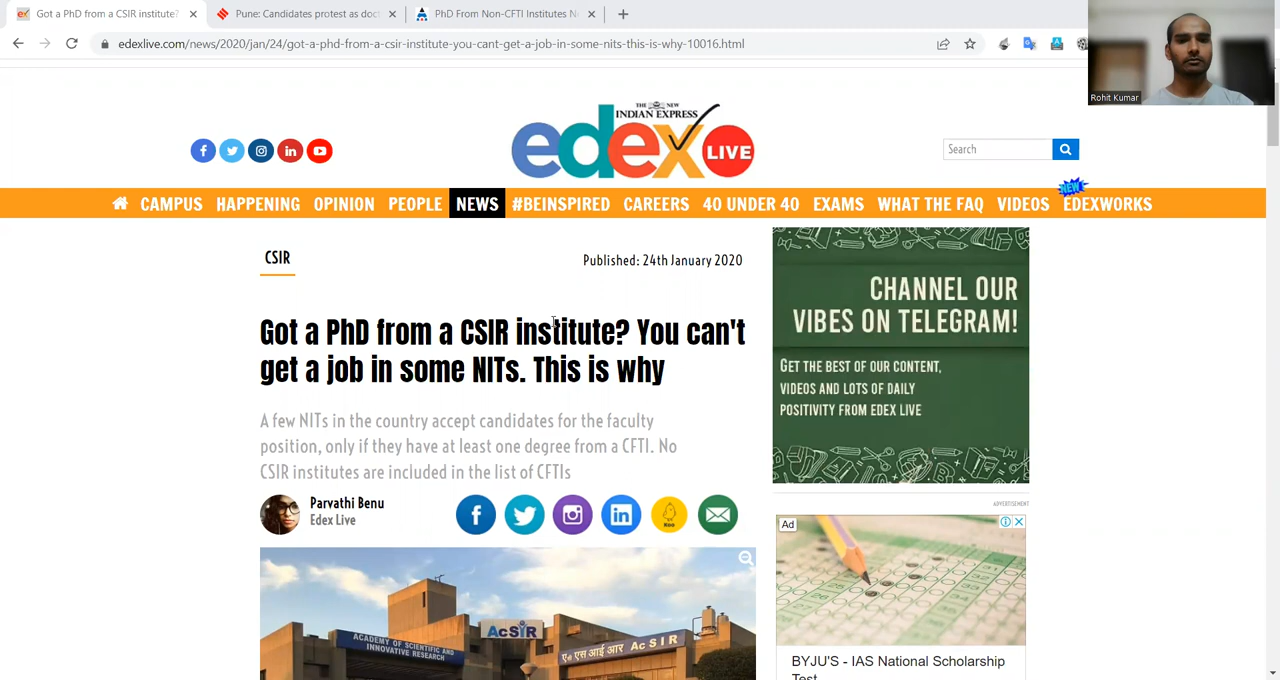 Got a PhD from a CSIR institute?
Pune: Candidates protest as doct
PhD From Non-CFTI Institutes N
edexlive.com/news/2020/jan/24/got-a-phd-from-a-csir-institute-you-cant-get-a-job-in-some-nits-this-is-why-10016.html
Rohit Kumar
THE NEW
INDIAN EXPRESS
edex LIVE
Search
NEW
CAMPUS HAPPENING OPINION PEOPLE NEWS #BEINSPIRED CAREERS 40 UNDER 40 EXAMS WHAT THE FAQ VIDEOS EDEXWORKS
CSIR
Published: 24th January 2020
Got a PhD from a CSIR institute? You can't
get a job in some NITs. This is why
A few NITs in the country accept candidates for the faculty
position, only if they have at least one degree from a CFTI. No
CSIR institutes are included in the list of CFTIs
Parvathi Benu
Edex Live
ACADEMY OF SCIENTIFIC AND
INNOVATIVE RESEARCH
AcSIR
ए सी एस आई आर AcSIR
CHANNEL OUR
VIBES ON TELEGRAM!
GET THE BEST OF OUR CONTENT,
VIDEOS AND LOTS OF DAILY
POSITIVITY FROM EDEX LIVE
ADVERTISEMENT
Ad
BYJU'S - IAS National Scholarship
Test